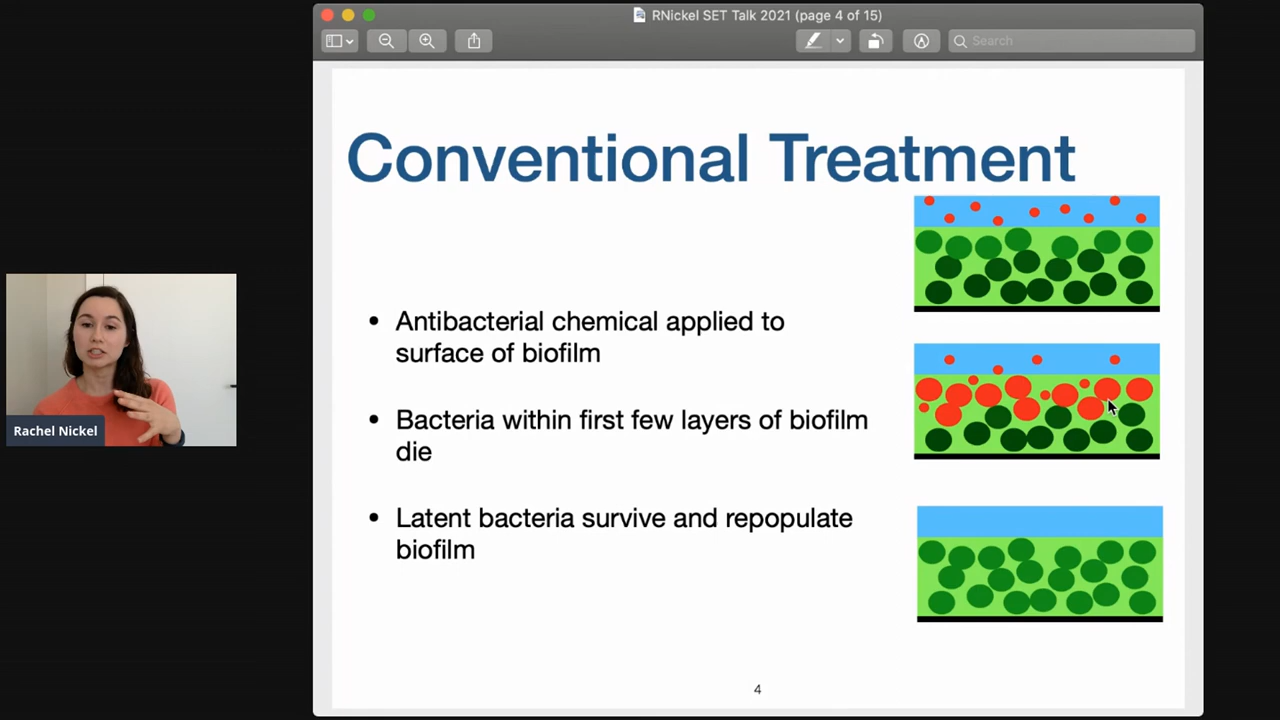 RNickel SET Talk 2021 (page 4 of 15)
Search
Conventional Treatment
• Antibacterial chemical applied to
surface of biofilm
• Bacteria within first few layers of biofilm
die
• Latent bacteria survive and repopulate
biofilm
4
Rachel Nickel